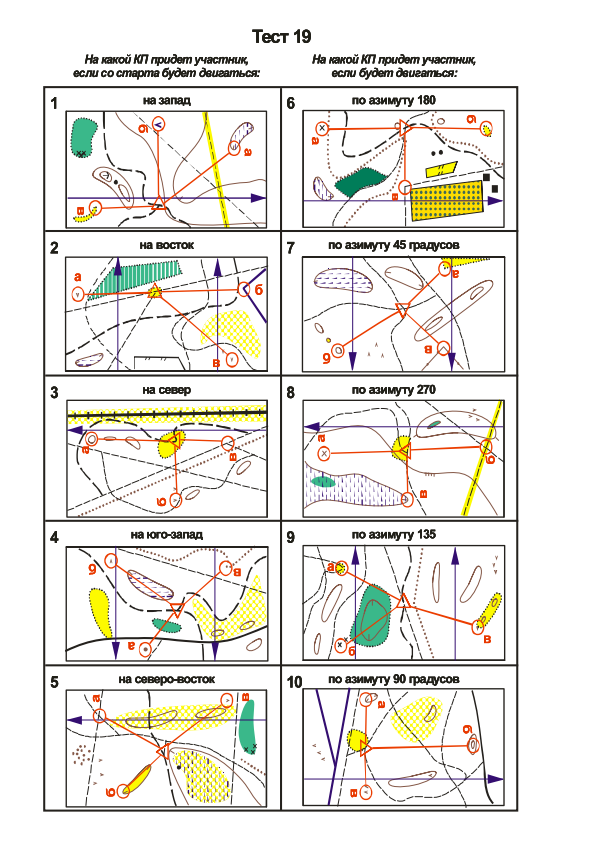 Тест 19
На какой КП придет участник,
если со старта будет двигаться:
На какой КП придет участник,
если будет двигаться:
1 на запад
б
а
в
6 по азимуту 180
а
б
в
2 на восток
а
б
в
7 по азимуту 45 градусов
а
б
в
3 на север
а
в
б
8 по азимуту 270
а
б
в
4 на юго-запад
б
в
а
9 по азимуту 135
а
б
в
5 на северо-восток
а
в
б
10 по азимуту 90 градусов
а
б
в